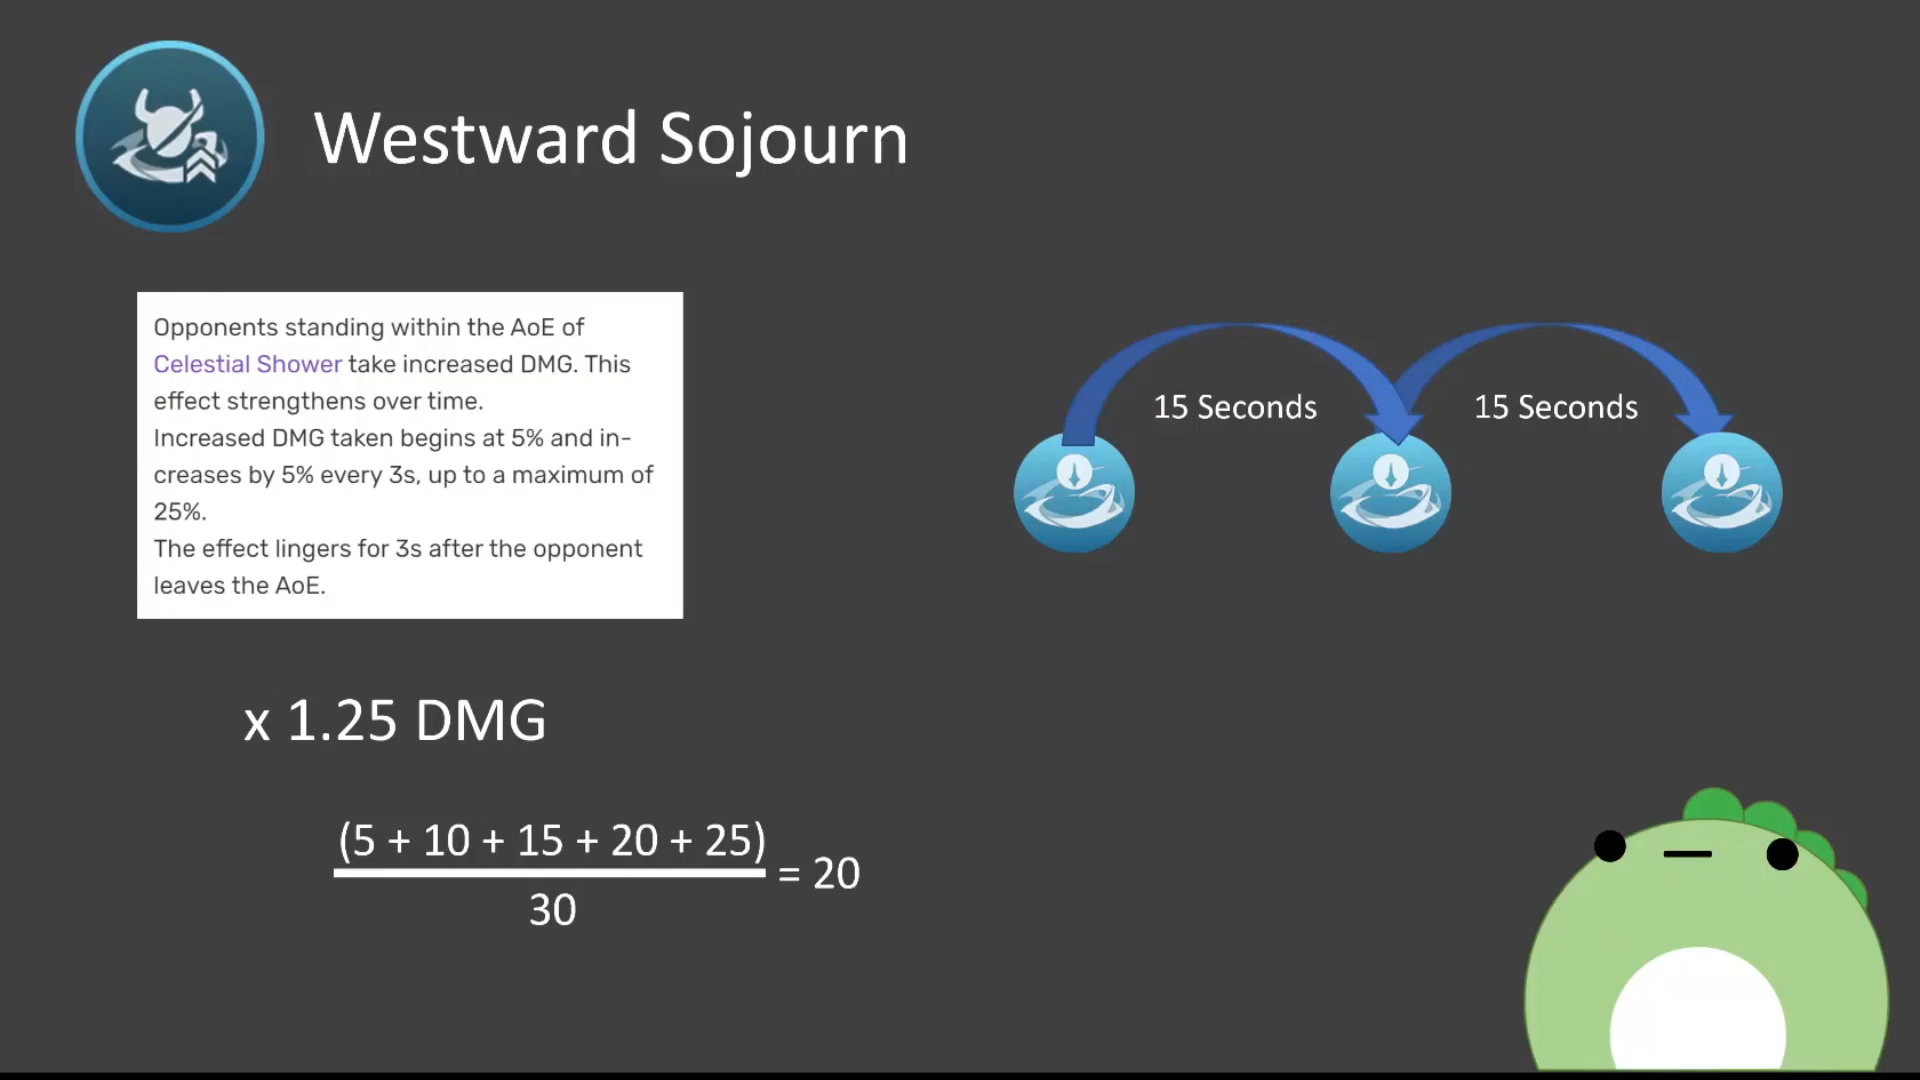 Westward Sojourn
Opponents standing within the AoE of
Celestial Shower take increased DMG. This
effect strengthens over time.
Increased DMG taken begins at 5% and in-
creases by 5% every 3s, up to a maximum of
25%.
The effect lingers for 3s after the opponent
leaves the AoE.
15 Seconds
15 Seconds
x 1.25 DMG
(5 + 10 + 15 + 20 + 25)
= 20
30